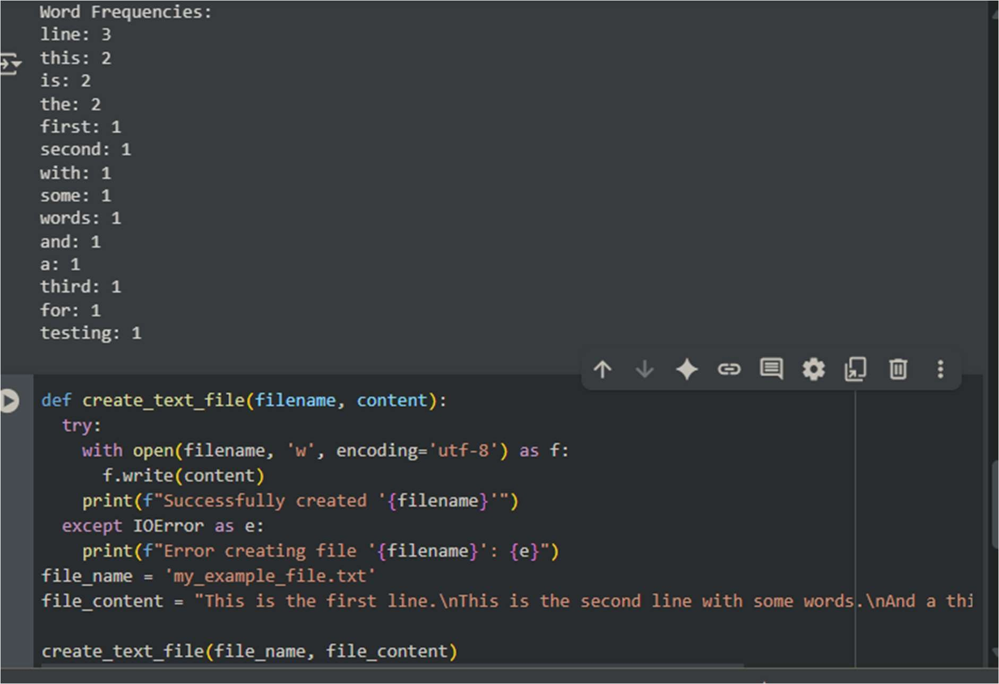 Word Frequencies:
line: 3
this: 2
is: 2
the: 2
first: 1
second: 1
with: 1
some: 1
words: 1
and: 1
a: 1
third: 1
for: 1
testing: 1
def create_text_file(filename, content):
  try:
    with open(filename, 'w', encoding='utf-8') as f:
      f.write(content)
    print(f"Successfully created '{filename}'")
  except IOError as e:
    print(f"Error creating file '{filename}': {e}")
file_name = 'my_example_file.txt'
file_content = "This is the first line.\nThis is the second line with some words.\nAnd a thi
create_text_file(file_name, file_content)